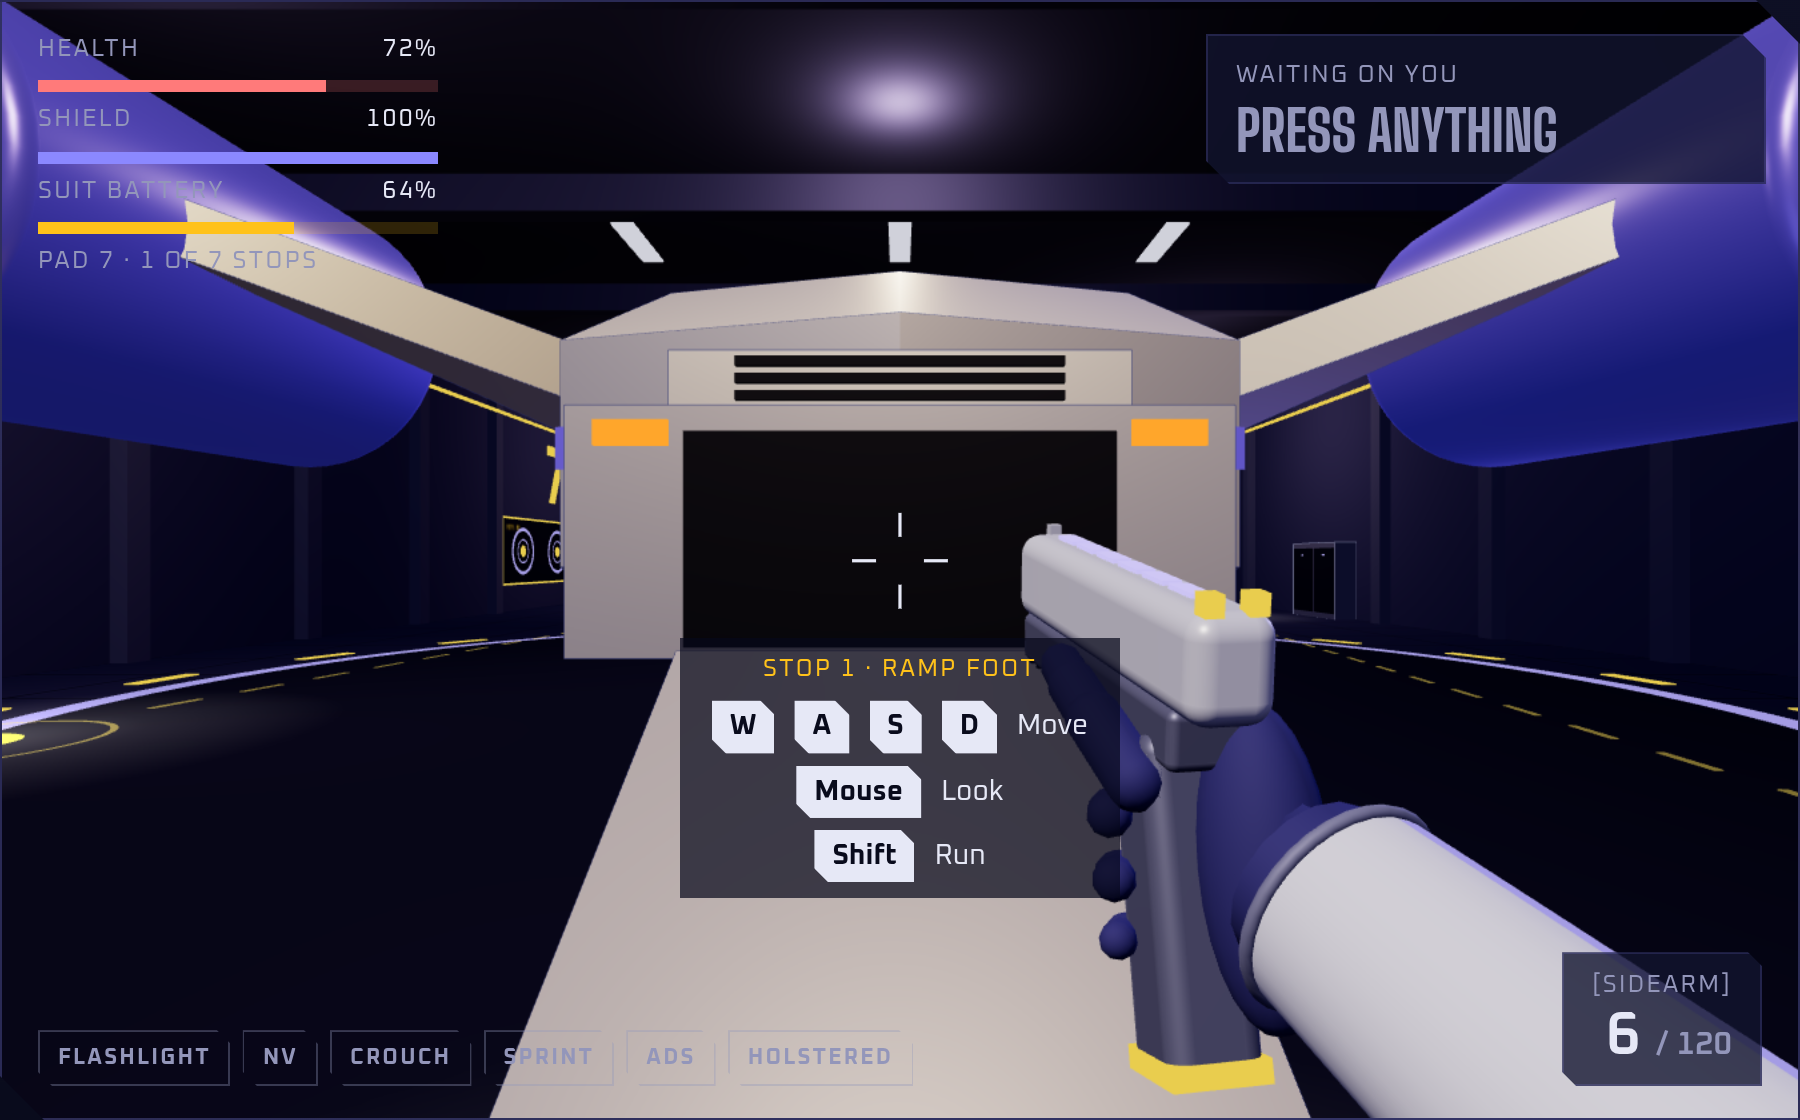 HEALTH 72%
SHIELD 100%
SUIT BATTERY 64%
PAD 7 · 1 OF 7 STOPS
WAITING ON YOU
PRESS ANYTHING
STOP 1 · RAMP FOOT
W A S D Move
Mouse Look
Shift Run
FLASHLIGHT NV CROUCH SPRINT ADS HOLSTERED
[SIDEARM]
6 / 120